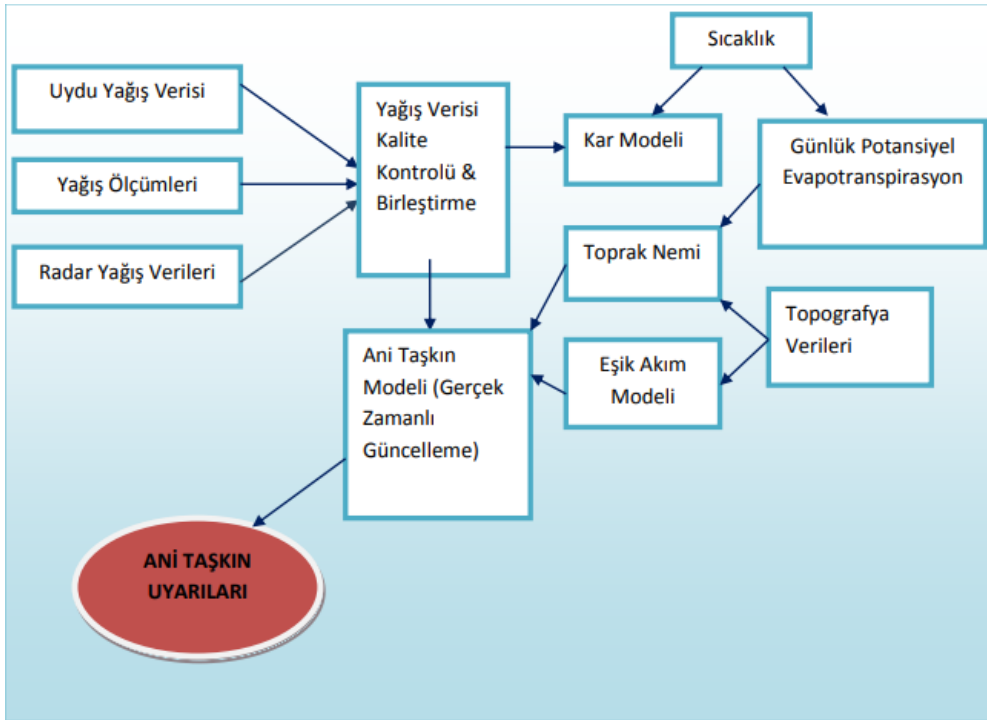 Sıcaklık
Uydu Yağış Verisi
Yağış Verisi
Kalite
Kontrolü &
Birleştirme
Kar Modeli
Günlük Potansiyel
Evapotranspirasyon
Yağış Ölçümleri
Radar Yağış Verileri
Toprak Nemi
Topografya
Verileri
Ani Taşkın
Modeli (Gerçek
Zamanlı
Güncelleme)
Eşik Akım
Modeli
ANİ TAŞKIN
UYARILARI